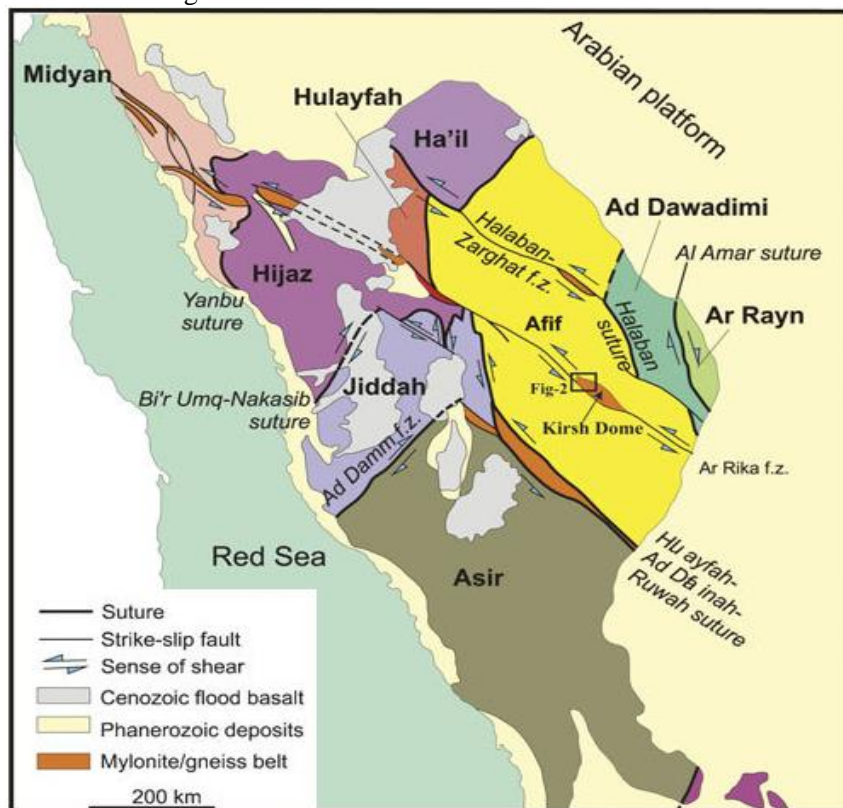 Midyan
Arabian platform
Hulayfah
Ha'il
Ad Dawadimi
Al Amar suture
Halaban-
Zarghat f.z.
Hijaz
Yanbu
suture
Afif
Halaban
suture
Ar Rayn
Bi'r Umq-Nakasib
suture
Jiddah
Fig-2
Kirsh Dome
Ad Damm f.z.
Ar Rika f.z.
Red Sea
Asir
Ad
Ruwah suture
Suture
Strike-slip fault
Sense of shear
Cenozoic flood basalt
Phanerozoic deposits
Mylonite/gneiss belt
200 km